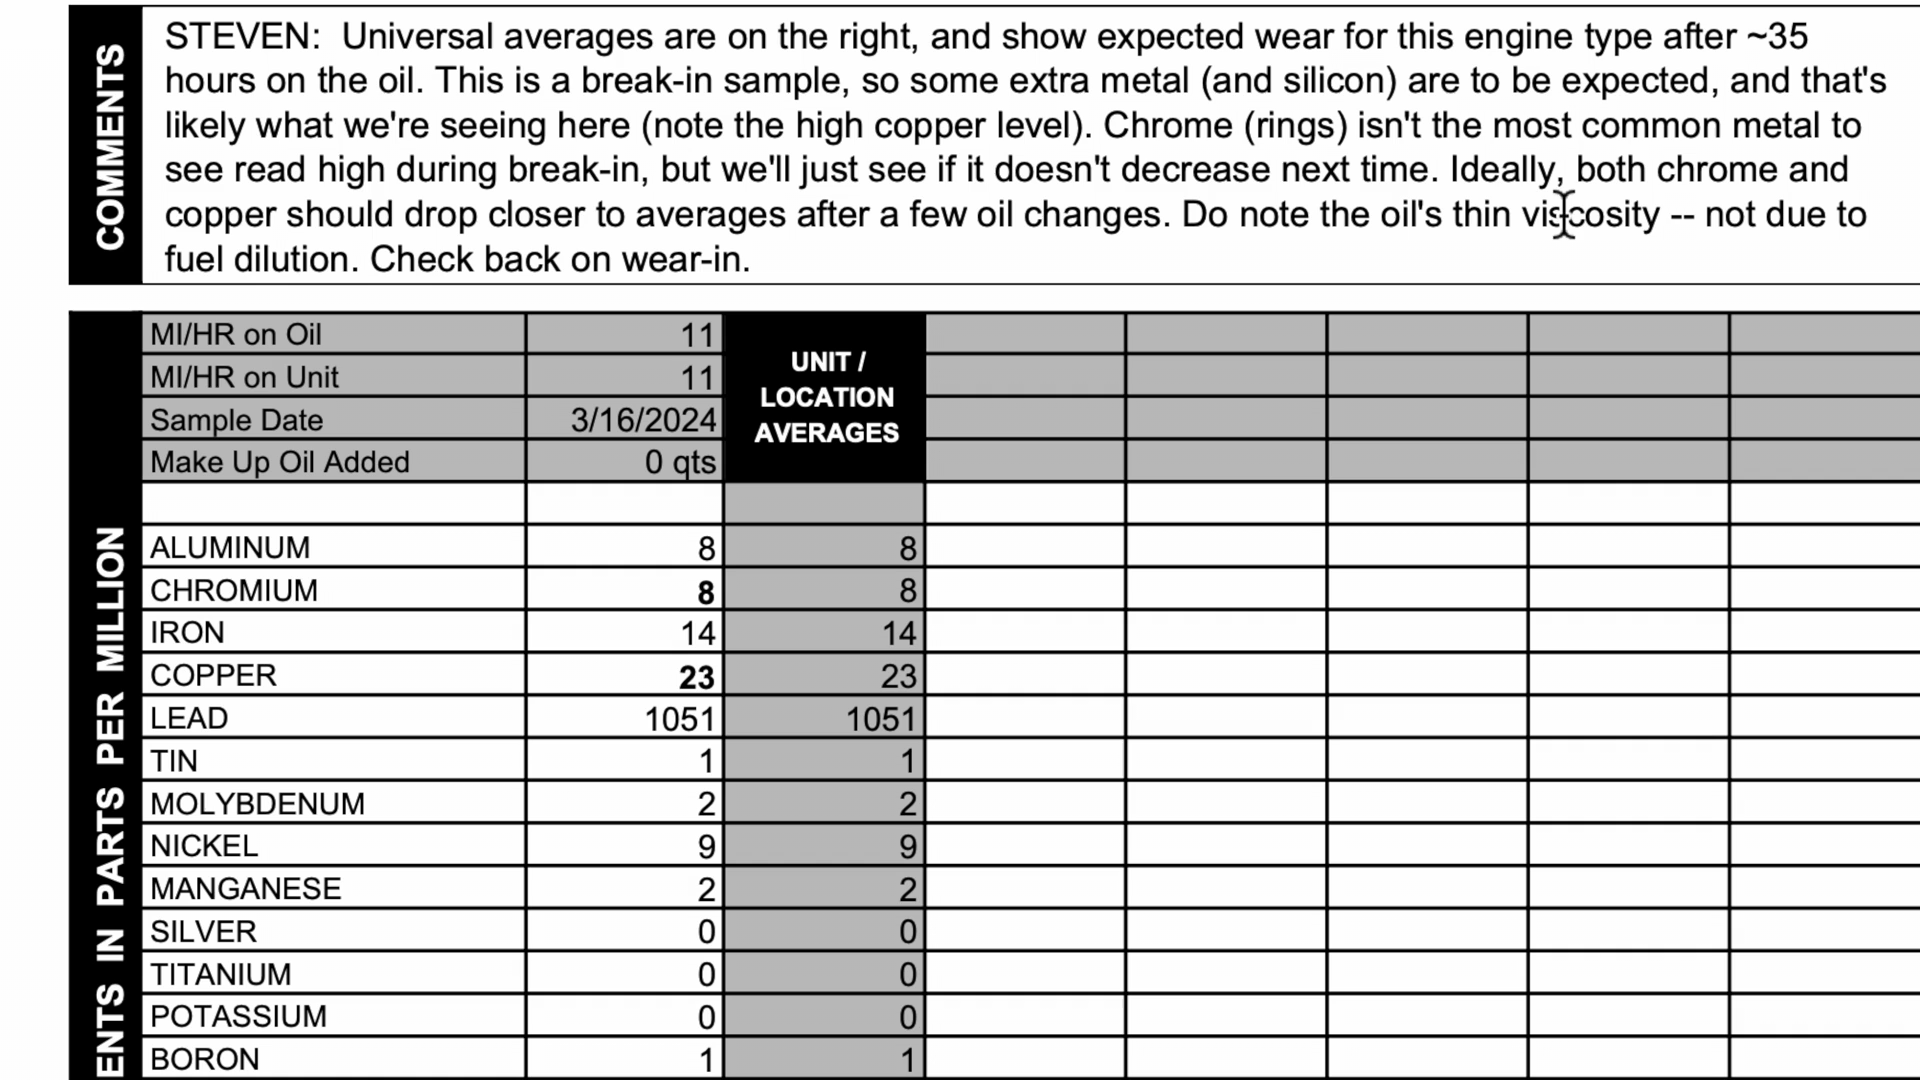 COMMENTS
STEVEN: Universal averages are on the right, and show expected wear for this engine type after ~35
hours on the oil. This is a break-in sample, so some extra metal (and silicon) are to be expected, and that's
likely what we're seeing here (note the high copper level). Chrome (rings) isn't the most common metal to
see read high during break-in, but we'll just see if it doesn't decrease next time. Ideally, both chrome and
copper should drop closer to averages after a few oil changes. Do note the oil's thin viscosity -- not due to
fuel dilution. Check back on wear-in.
ENTS IN PARTS PER MILLION
MI/HR on Oil 11
MI/HR on Unit 11
Sample Date 3/16/2024
Make Up Oil Added 0 qts
UNIT /
LOCATION
AVERAGES
ALUMINUM 8 8
CHROMIUM 8 8
IRON 14 14
COPPER 23 23
LEAD 1051 1051
TIN 1 1
MOLYBDENUM 2 2
NICKEL 9 9
MANGANESE 2 2
SILVER 0 0
TITANIUM 0 0
POTASSIUM 0 0
BORON 1 1